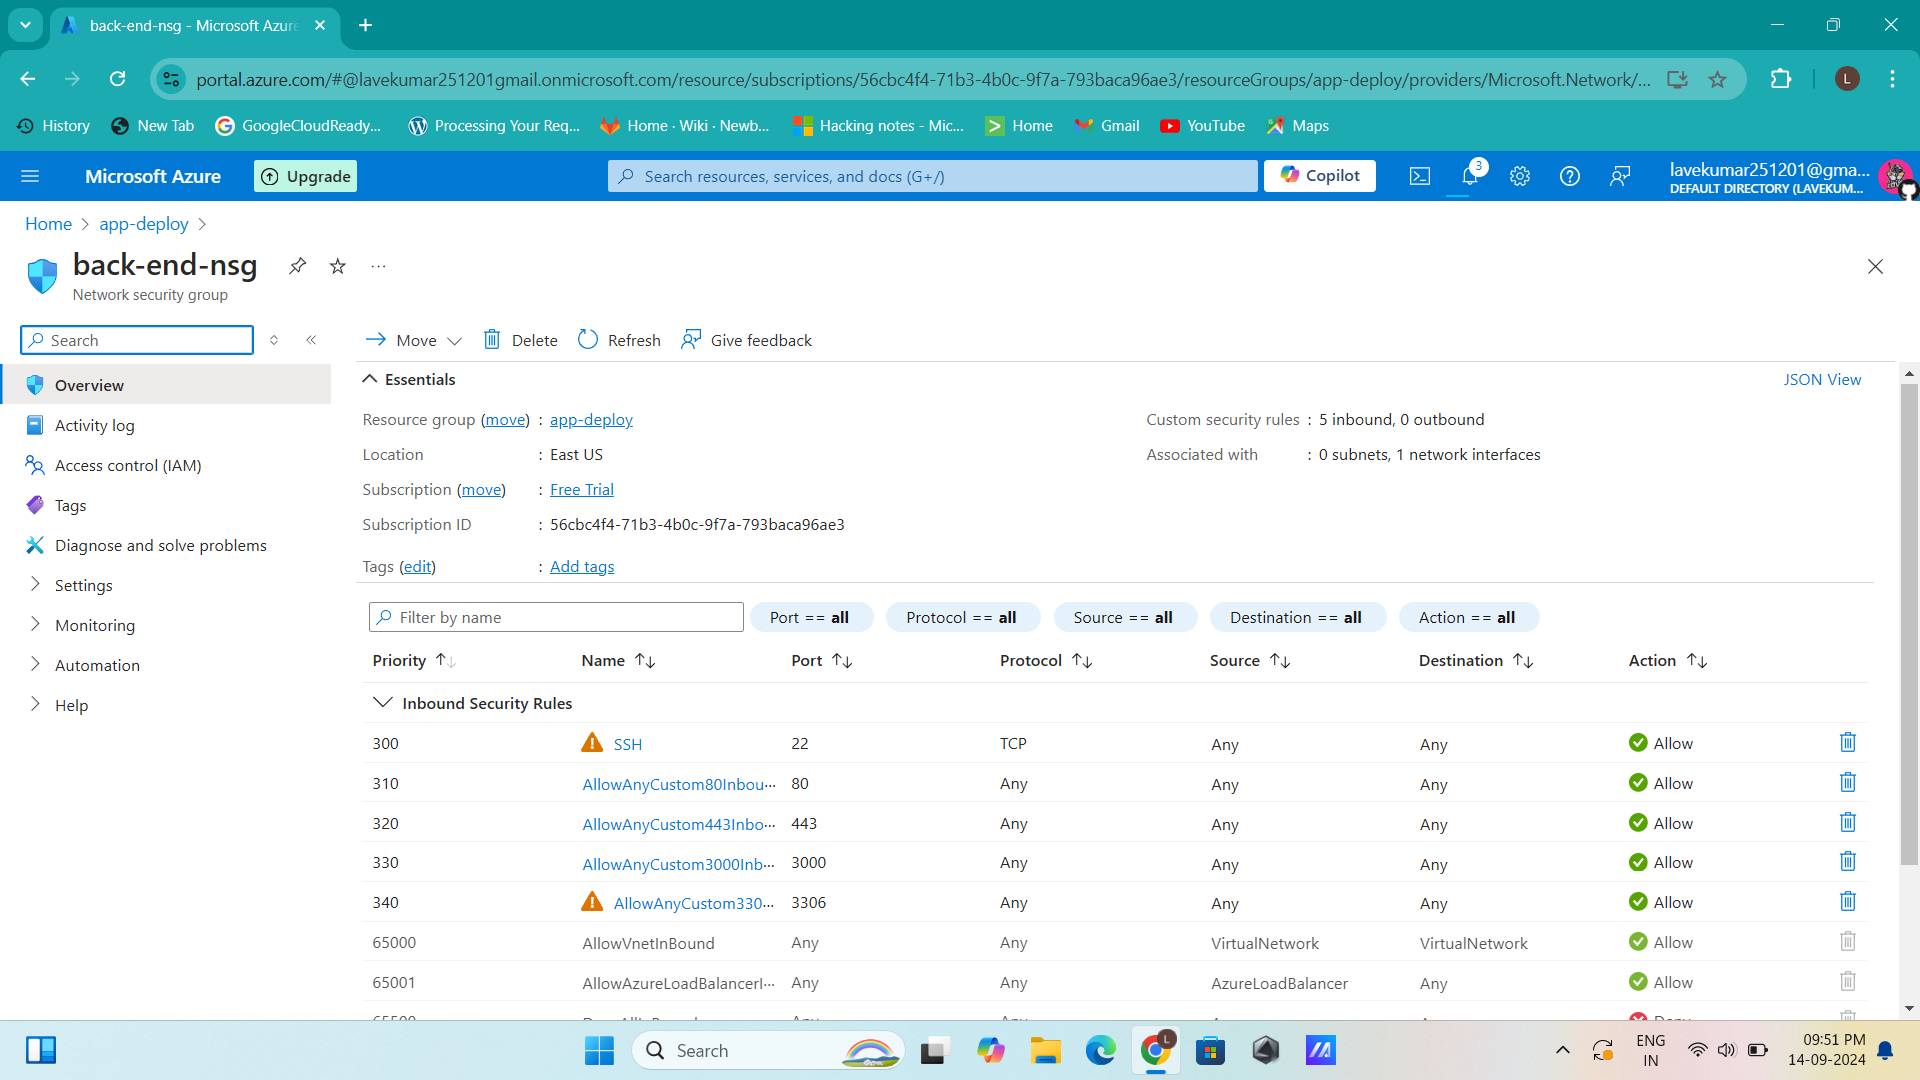 back-end-nsg - Microsoft Azure
portal.azure.com/#@lavekumar251201gmail.onmicrosoft.com/resource/subscriptions/56cbc4f4-71b3-4b0c-9f7a-793baca96ae3/resourceGroups/app-deploy/providers/Microsoft.Network/...
L
History New Tab GoogleCloudReady... Processing Your Req... Home · Wiki · Newb... Hacking notes - Mic... Home Gmail YouTube Maps
Microsoft Azure Upgrade Search resources, services, and docs (G+/) Copilot 3 lavekumar251201@gma...
DEFAULT DIRECTORY (LAVEKUM...
Home > app-deploy >
back-end-nsg ...
Network security group
Search
Move Delete Refresh Give feedback
Overview
Activity log
Access control (IAM)
Tags
Diagnose and solve problems
Settings
Monitoring
Automation
Help
Essentials JSON View
Resource group (move) : app-deploy
Location : East US
Subscription (move) : Free Trial
Subscription ID : 56cbc4f4-71b3-4b0c-9f7a-793baca96ae3
Tags (edit) : Add tags
Custom security rules : 5 inbound, 0 outbound
Associated with : 0 subnets, 1 network interfaces
Filter by name Port == all Protocol == all Source == all Destination == all Action == all
Priority Name Port Protocol Source Destination Action
Inbound Security Rules
300 SSH 22 TCP Any Any Allow
310 AllowAnyCustom80Inbou... 80 Any Any Any Allow
320 AllowAnyCustom443Inbo... 443 Any Any Any Allow
330 AllowAnyCustom3000Inb... 3000 Any Any Any Allow
340 AllowAnyCustom330... 3306 Any Any Any Allow
65000 AllowVnetInBound Any Any VirtualNetwork VirtualNetwork Allow
65001 AllowAzureLoadBalancerI... Any Any AzureLoadBalancer Any Allow
Search
L
ENG
IN
09:51 PM
14-09-2024